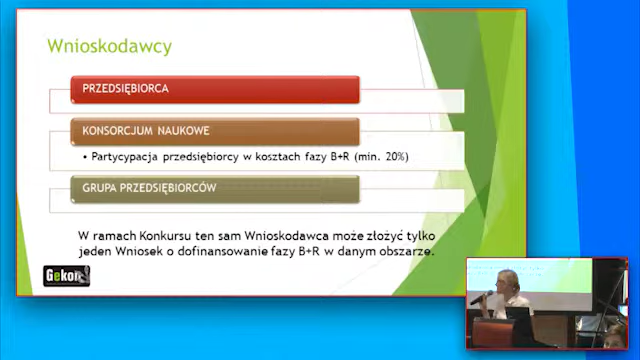 Wnioskodawcy
PRZEDSIĘBIORCA
KONSORCJUM NAUKOWE
• Partycypacja przedsiębiorcy w kosztach fazy B+R (min. 20%)
GRUPA PRZEDSIĘBIORCÓW
W ramach Konkursu ten sam Wnioskodawca może złożyć tylko
jeden Wniosek o dofinansowanie fazy B+R w danym obszarze.
Gekon